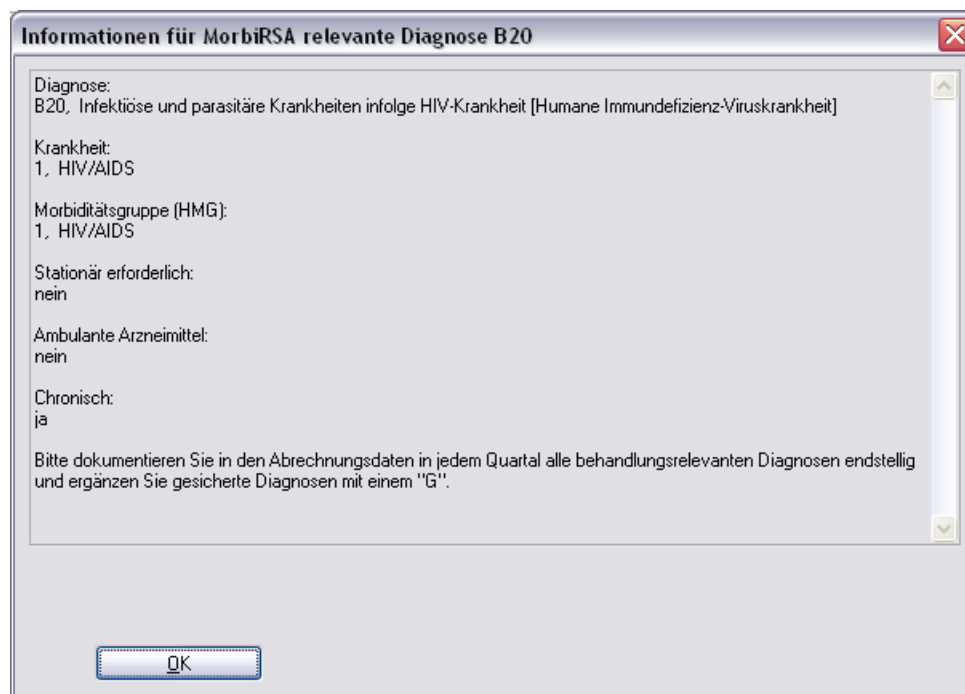 Informationen für MorbiRSA relevante Diagnose B20
Diagnose:
B20, Infektiöse und parasitäre Krankheiten infolge HIV-Krankheit [Humane Immundefizienz-Viruskrankheit]
Krankheit:
1, HIV/AIDS
Morbiditätsgruppe (HMG):
1, HIV/AIDS
Stationär erforderlich:
nein
Ambulante Arzneimittel:
nein
Chronisch:
ja
Bitte dokumentieren Sie in den Abrechnungsdaten in jedem Quartal alle behandlungsrelevanten Diagnosen endstellig
und ergänzen Sie gesicherte Diagnosen mit einem "G".
OK